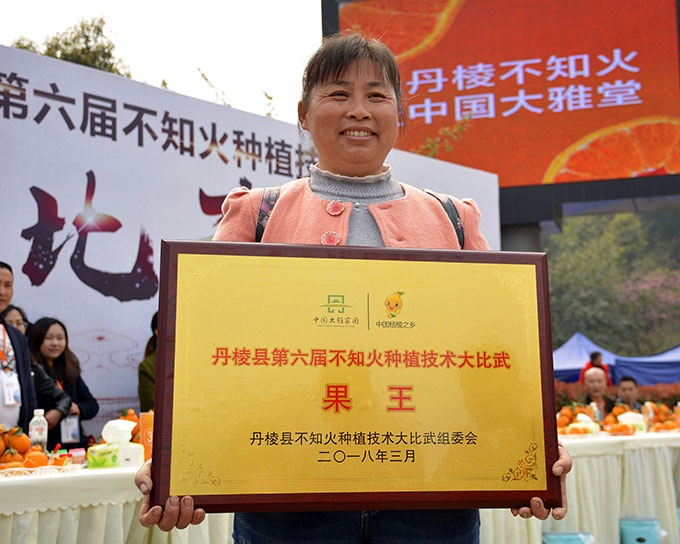 第六届不知火种植技
比武
丹棱不知火
中国大雅堂
中国大雅家园
中国桔橙之乡
丹棱县第六届不知火种植技术大比武
果王
丹棱县不知火种植技术大比武组委会
二〇一八年三月